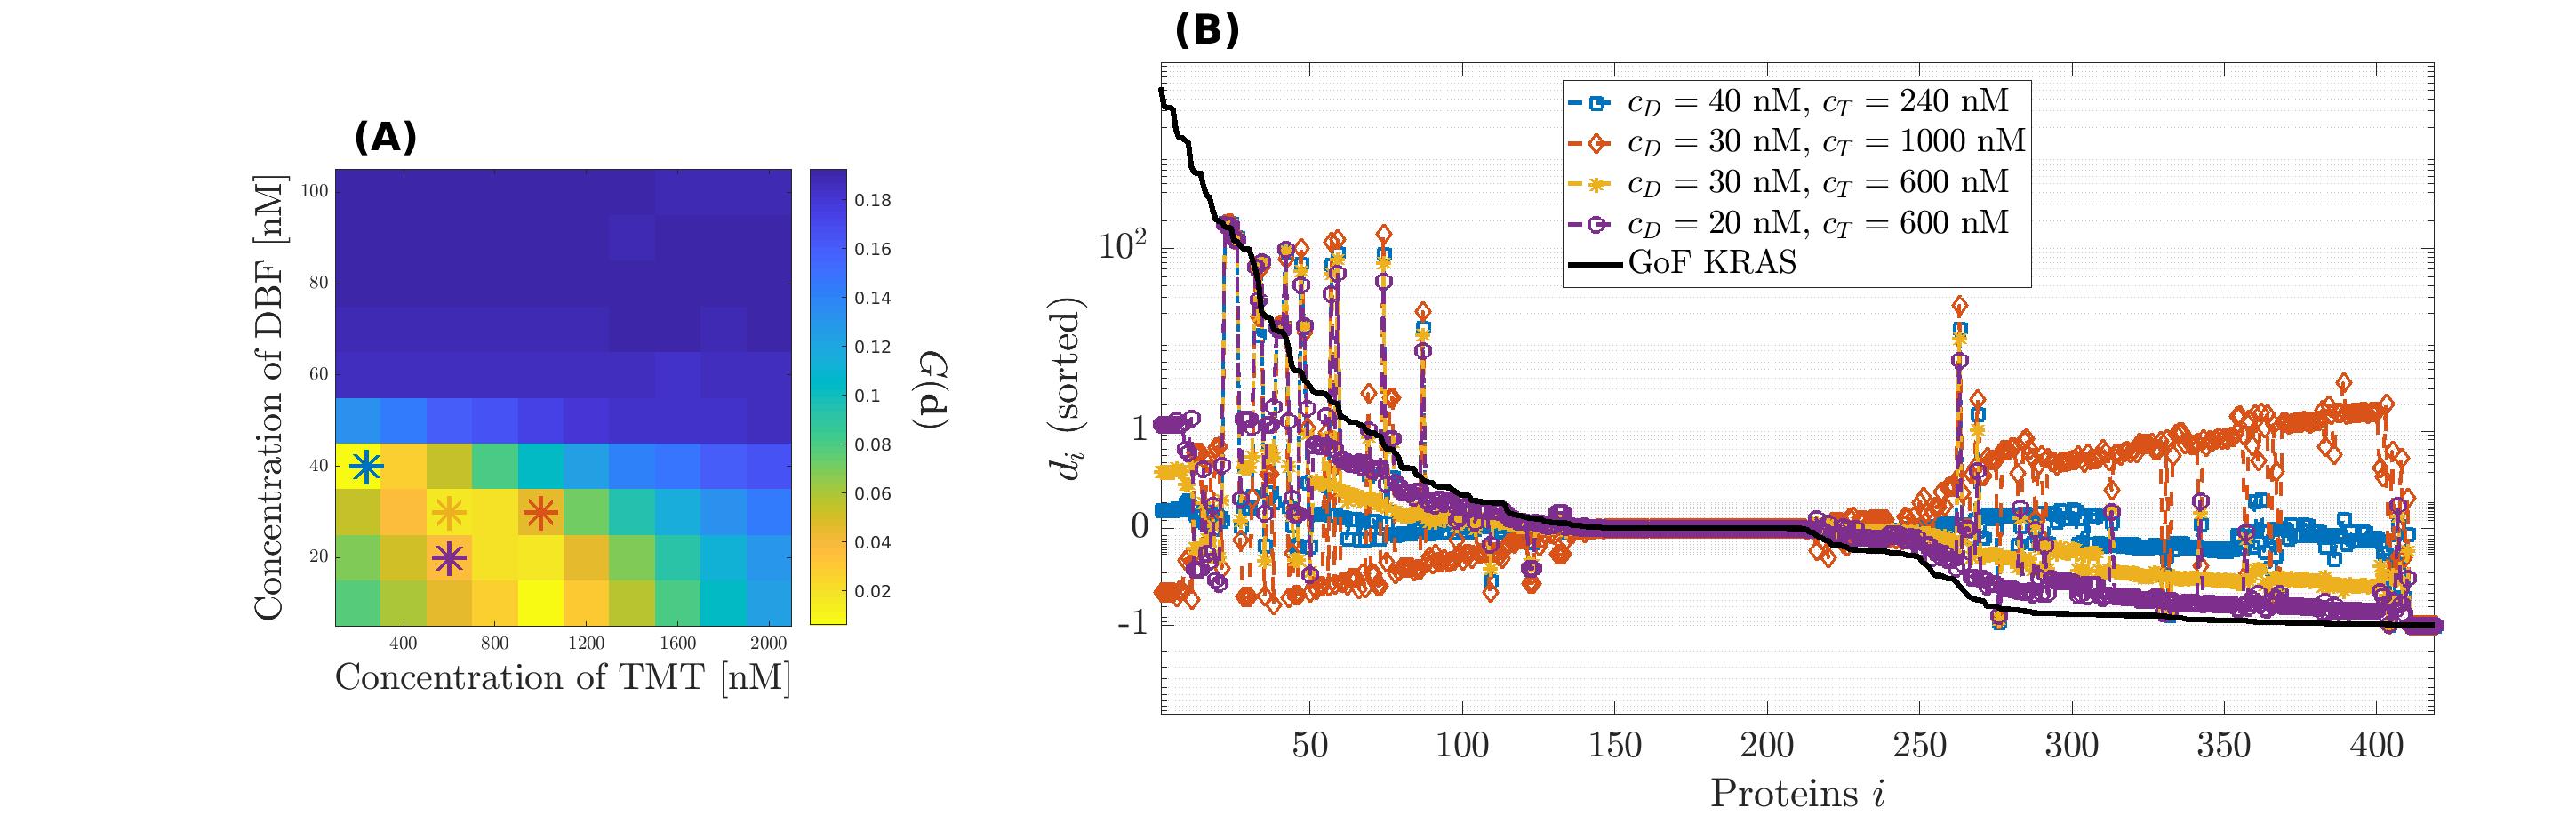 (A)
(B)
Concentration of DBF [nM]
100
80
60
40
20
400 800 1200 1600 2000
Concentration of TMT [nM]
0.18
0.16
0.14
0.12
0.1
0.08
0.06
0.04
0.02
G(d)
d_i (sorted)
10²
1
0
-1
c_D = 40 nM, c_T = 240 nM
c_D = 30 nM, c_T = 1000 nM
c_D = 30 nM, c_T = 600 nM
c_D = 20 nM, c_T = 600 nM
GoF KRAS
50 100 150 200 250 300 350 400
Proteins i